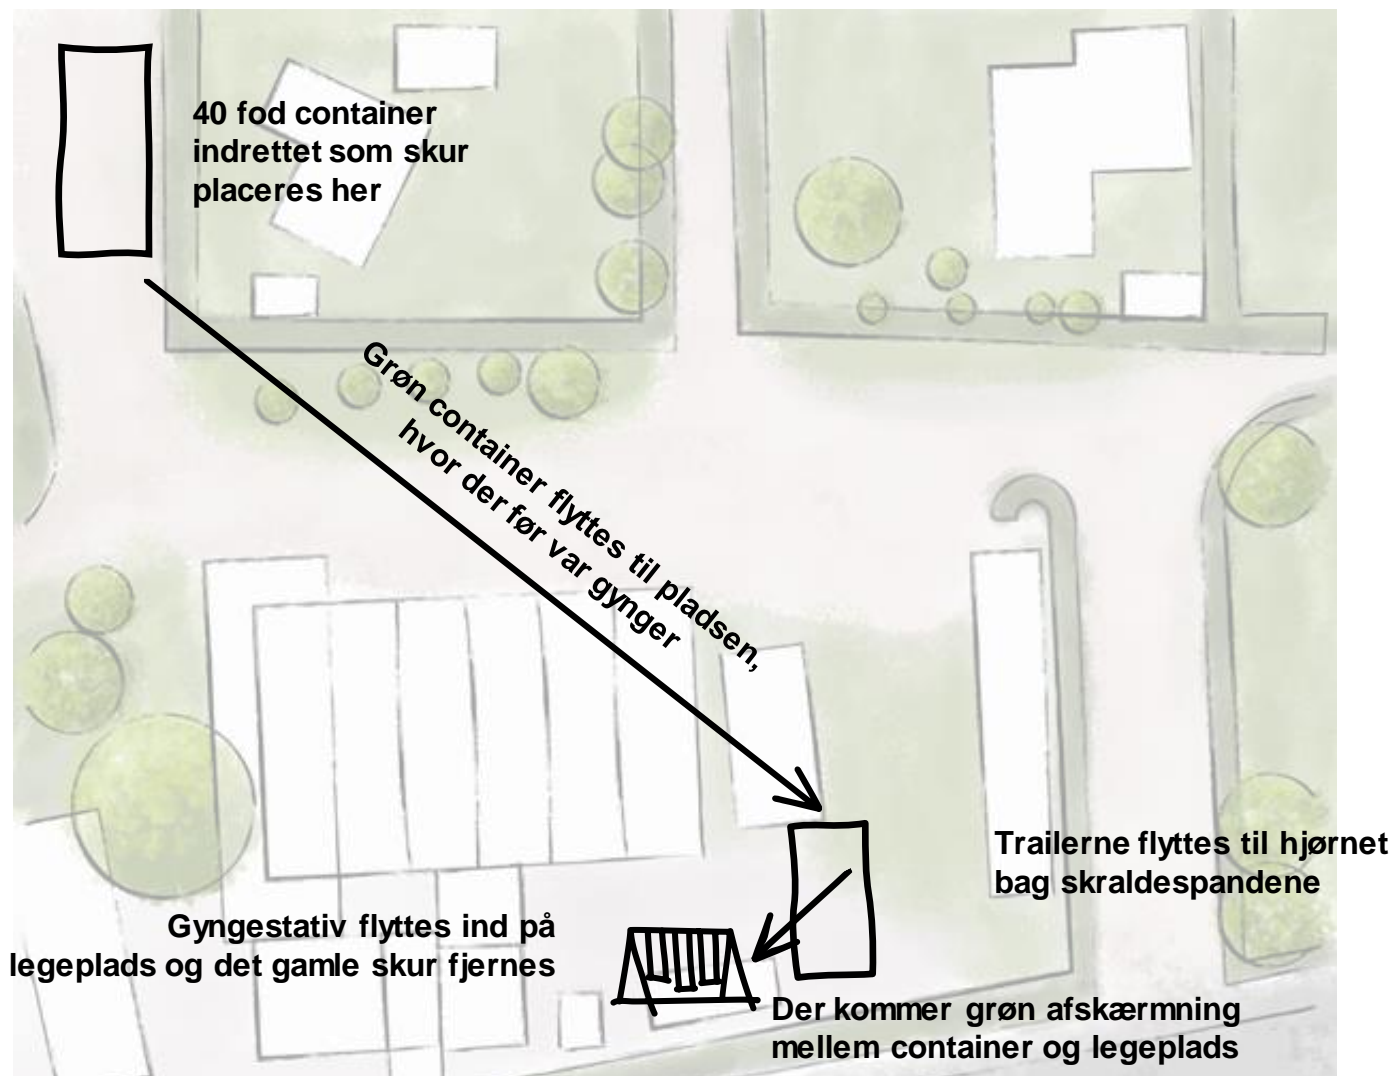 40 fod container
indrettet som skur
placeres her
Grøn container flyttes til pladsen,
hvor der før var gynger
Trailerne flyttes til hjørnet
bag skraldespandene
Gyngestativ flyttes ind på
legeplads og det gamle skur fjernes
Der kommer grøn afskærmning
mellem container og legeplads